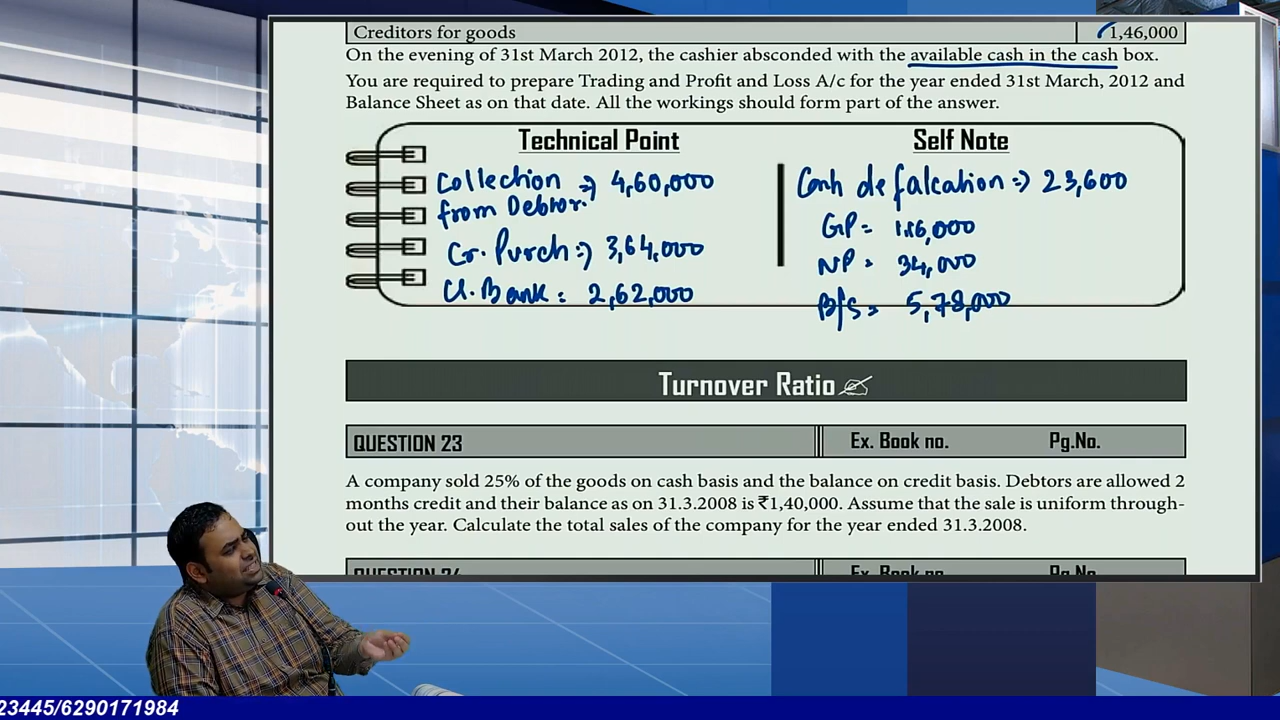 Creditors for goods 1,46,000
On the evening of 31st March 2012, the cashier absconded with the available cash in the cash box.
You are required to prepare Trading and Profit and Loss A/c for the year ended 31st March, 2012 and
Balance Sheet as on that date. All the workings should form part of the answer.
Technical Point
Collection from Debtor. ⇒ 4,60,000
Cr. Purch ⇒ 3,64,000
Cl. Bank = 2,62,000
Self Note
Cash defalcation ⇒ 23,600
GP =
NP = 34,000
B/S = 5,78,000
Turnover Ratio
QUESTION 23 Ex. Book no. Pg.No.
A company sold 25% of the goods on cash basis and the balance on credit basis. Debtors are allowed 2
months credit and their balance as on 31.3.2008 is ₹1,40,000. Assume that the sale is uniform through-
out the year. Calculate the total sales of the company for the year ended 31.3.2008.
QUESTION 24 Ex. Book no. Pg.No.
23445/6290171984